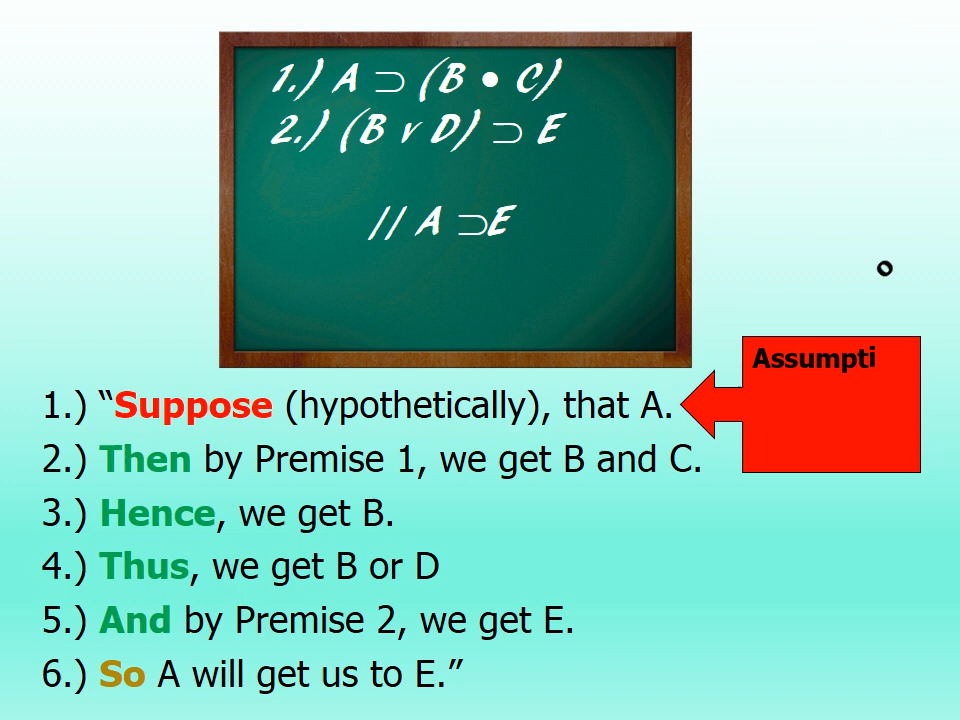 1.) A ⊃ (B • C)
2.) (B v D) ⊃ E
// A ⊃E
o
Assumpti
1.) “Suppose (hypothetically), that A.
2.) Then by Premise 1, we get B and C.
3.) Hence, we get B.
4.) Thus, we get B or D
5.) And by Premise 2, we get E.
6.) So A will get us to E.”